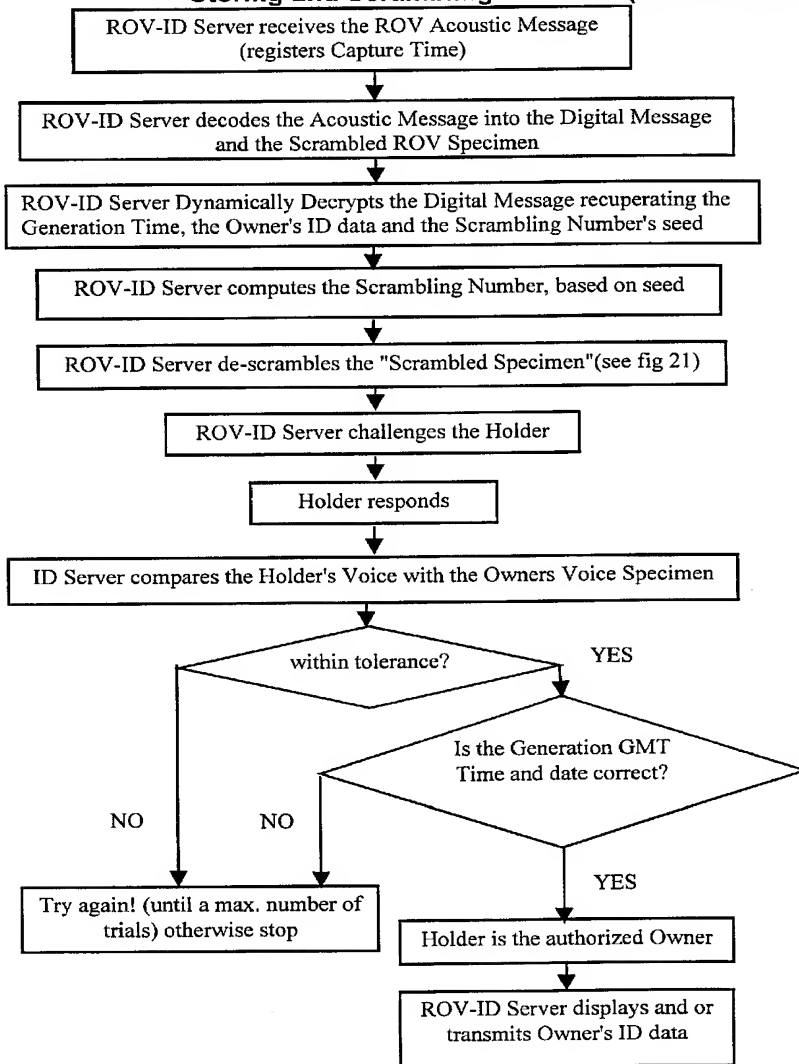 ROV-ID Server receives the ROV Acoustic Message
(registers Capture Time)
ROV-ID Server decodes the Acoustic Message into the Digital Message
and the Scrambled ROV Specimen
ROV-ID Server Dynamically Decrypts the Digital Message recuperating the
Generation Time, the Owner's ID data and the Scrambling Number's seed
ROV-ID Server computes the Scrambling Number, based on seed
ROV-ID Server de-scrambles the "Scrambled Specimen"(see fig 21)
ROV-ID Server challenges the Holder
Holder responds
ID Server compares the Holder's Voice with the Owners Voice Specimen
within tolerance?
YES
Is the Generation GMT
Time and date correct?
NO
NO
YES
Try again! (until a max. number of
trials) otherwise stop
Holder is the authorized Owner
ROV-ID Server displays and or
transmits Owner's ID data